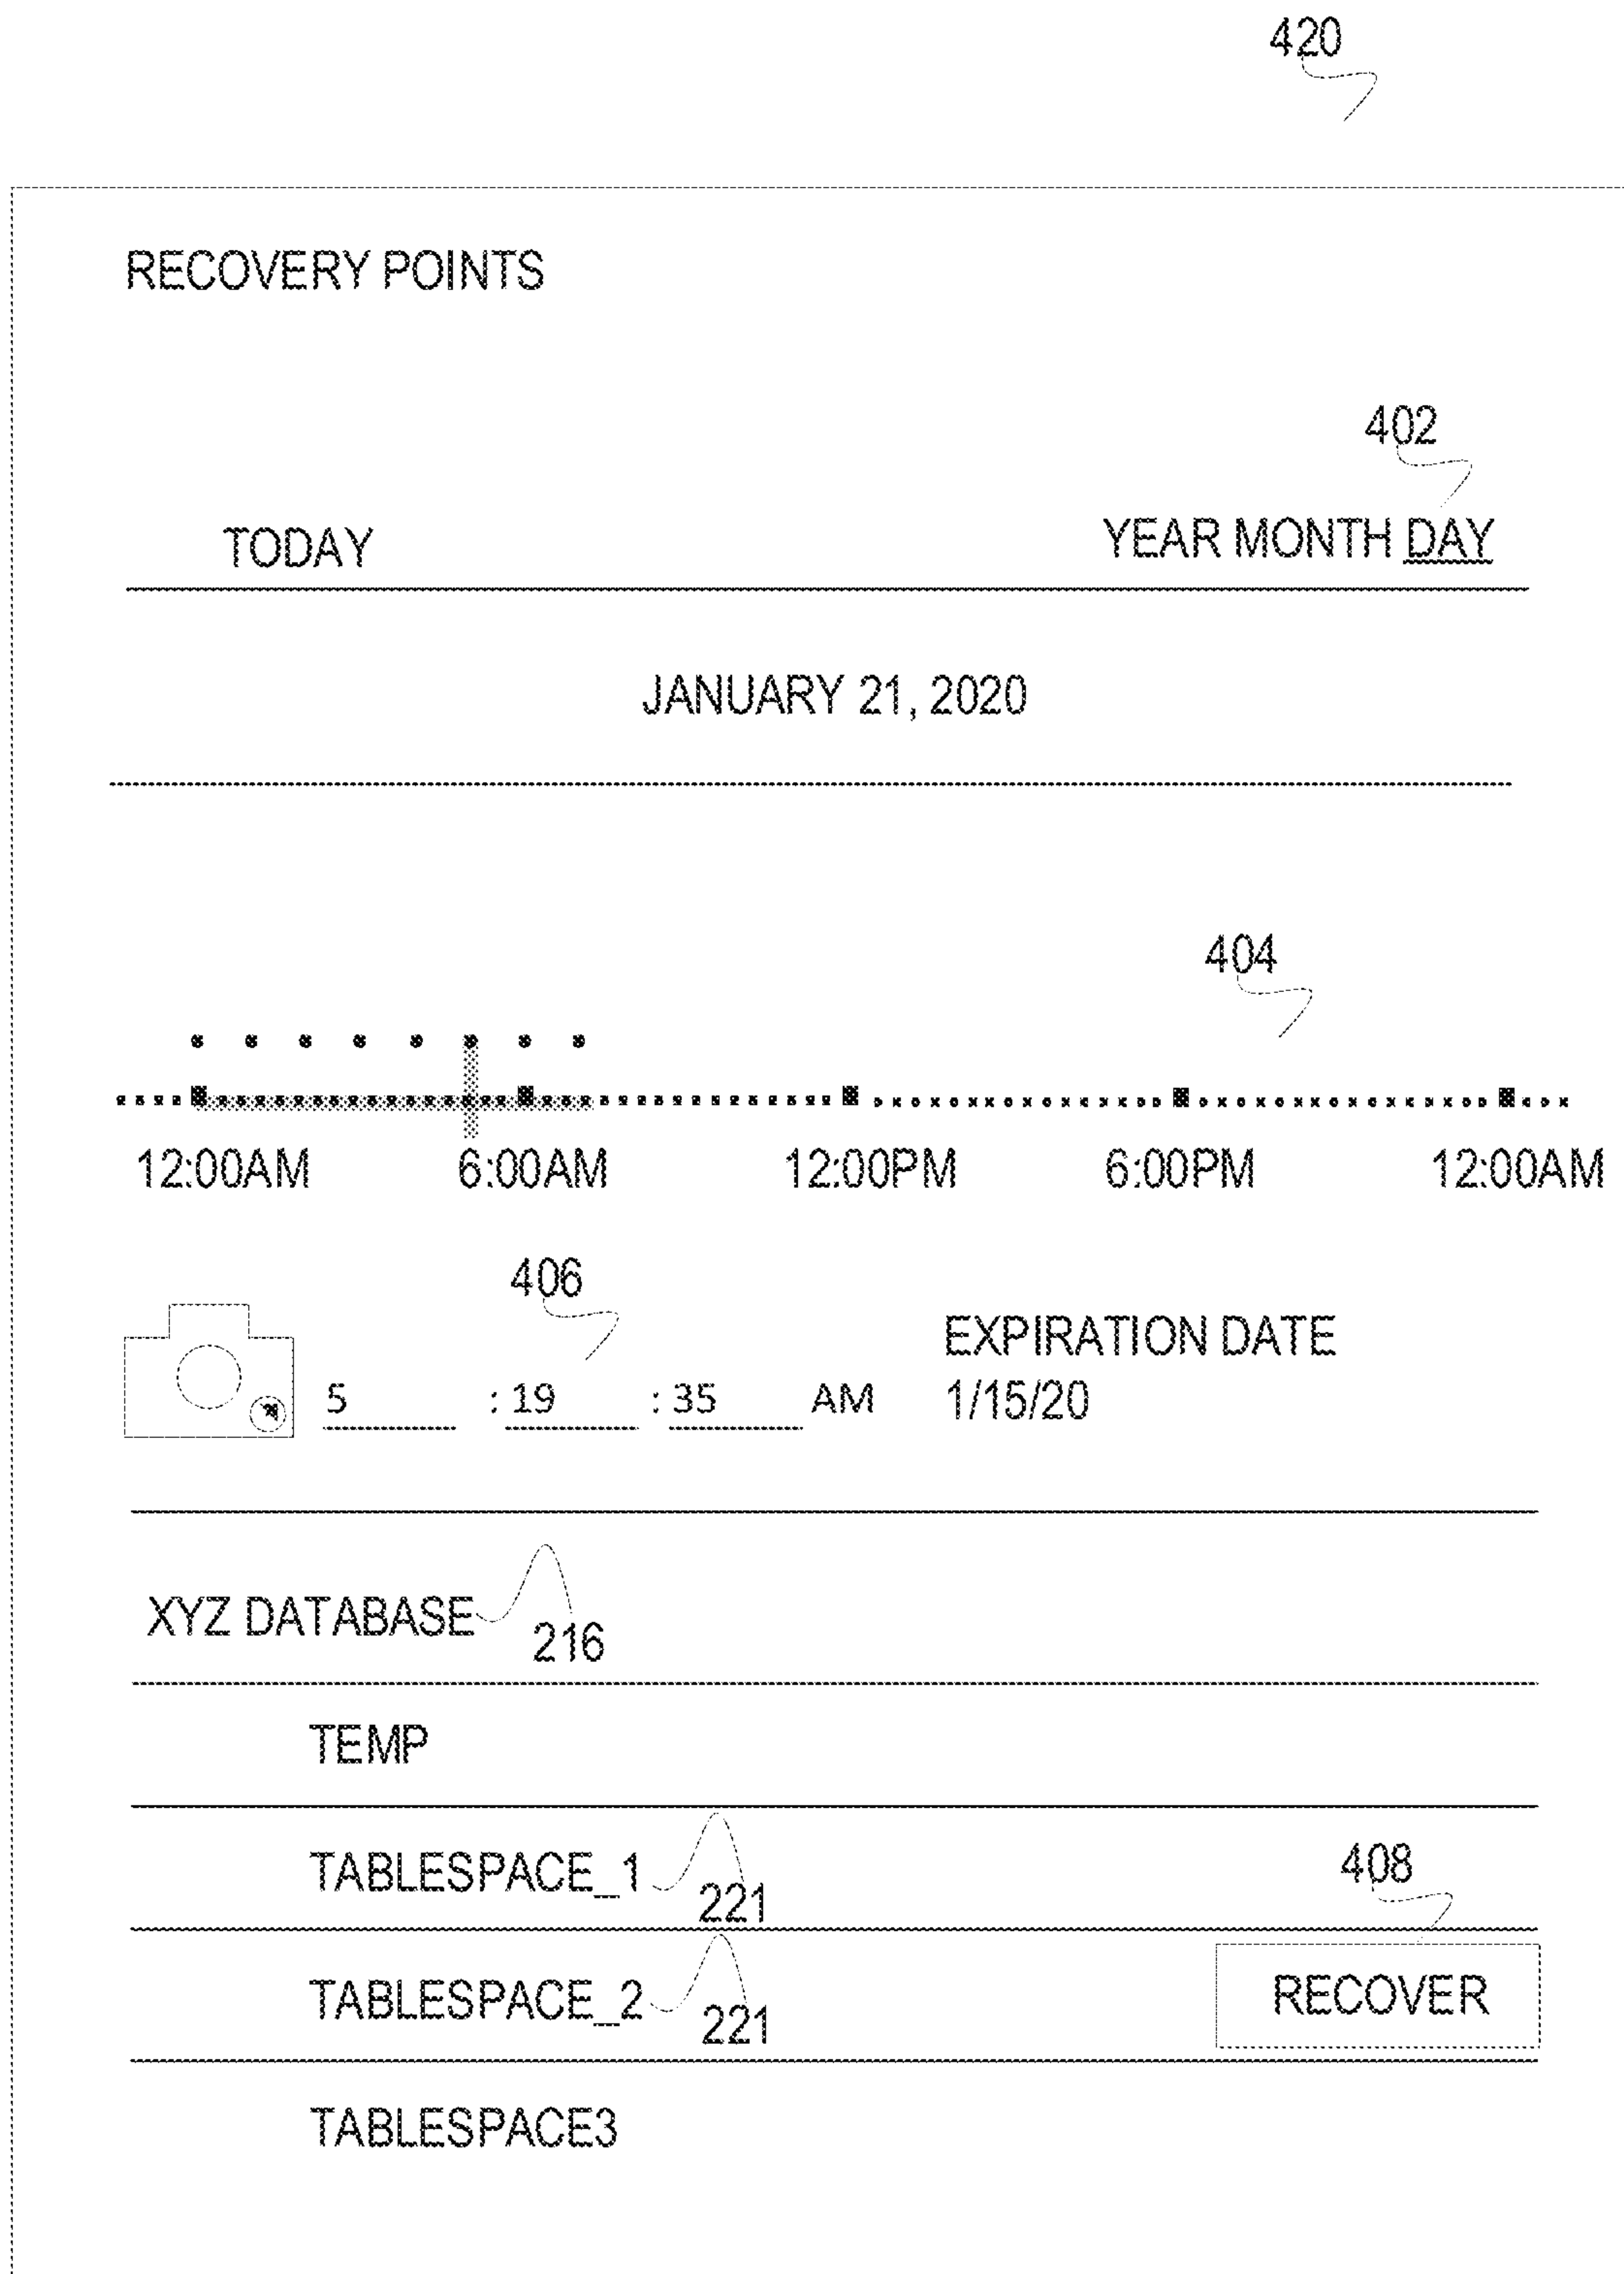 420
RECOVERY POINTS
402
TODAY YEAR MONTH DAY
JANUARY 21, 2020
404
12:00AM 6:00AM 12:00PM 6:00PM 12:00AM
406
EXPIRATION DATE
5 : 19 : 35 AM 1/15/20
XYZ DATABASE 216
TEMP
TABLESPACE_1 221
408
TABLESPACE_2 221 RECOVER
TABLESPACE3